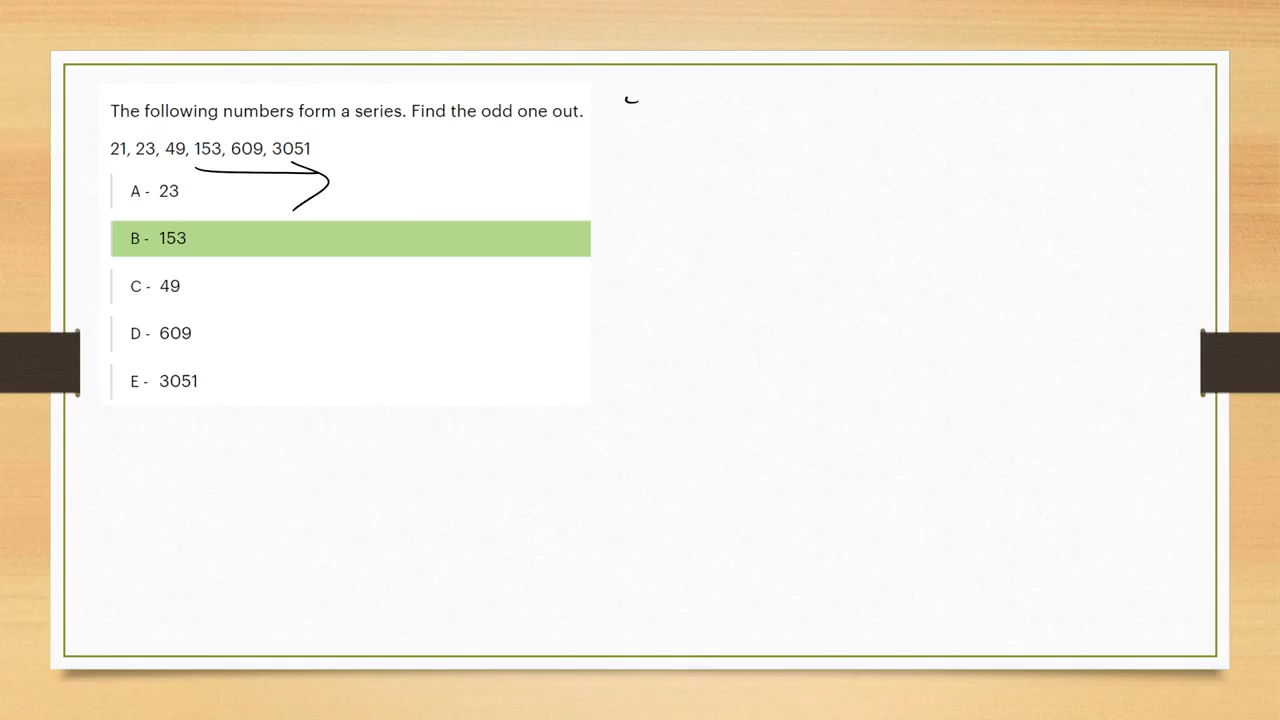 The following numbers form a series. Find the odd one out.
21, 23, 49, 153, 609, 3051
A - 23
B - 153
C - 49
D - 609
E - 3051